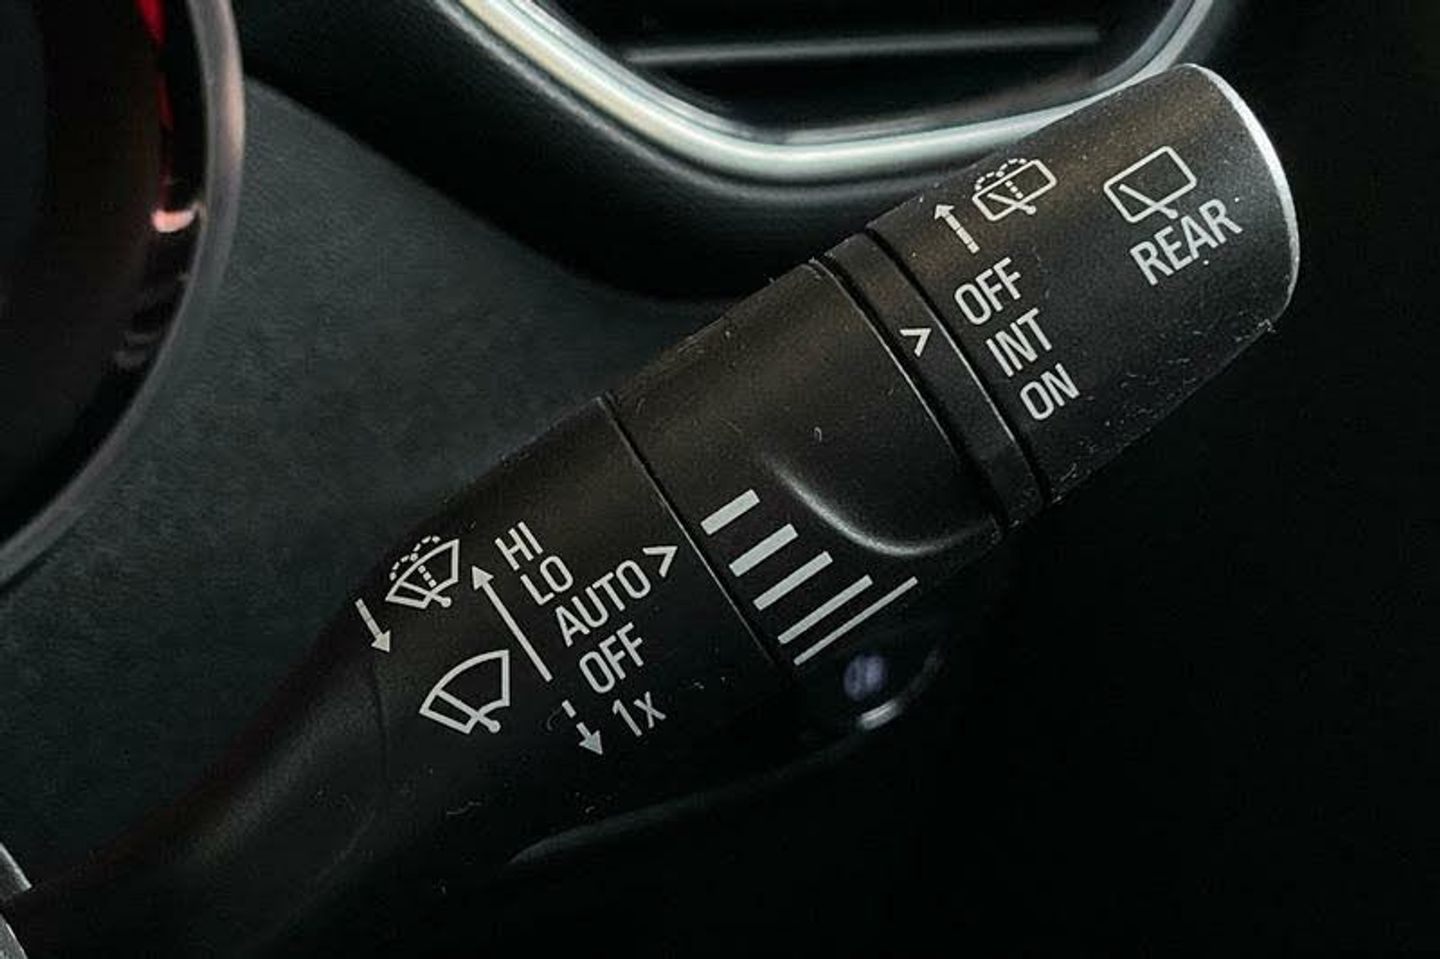 HI
LO
AUTO >
OFF
1x
>
OFF
INT
ON
REAR